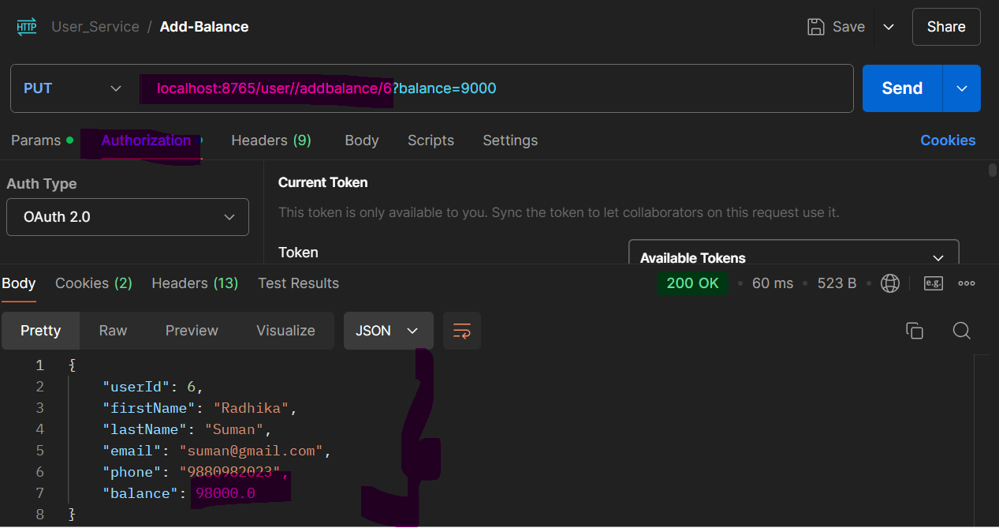 HTTP User_Service / Add-Balance Save Share
PUT localhost:8765/user//addbalance/6?balance=9000 Send
Params Authorization Headers (9) Body Scripts Settings Cookies
Auth Type
OAuth 2.0
Current Token
This token is only available to you. Sync the token to let collaborators on this request use it.
Token
Available Tokens
Body Cookies (2) Headers (13) Test Results 200 OK 60 ms 523 B e.g.
Pretty Raw Preview Visualize JSON
1 {
2 "userId": 6,
3 "firstName": "Radhika",
4 "lastName": "Suman",
5 "email": "suman@gmail.com",
6 "phone": "9880982023",
7 "balance": 98000.0
8 }